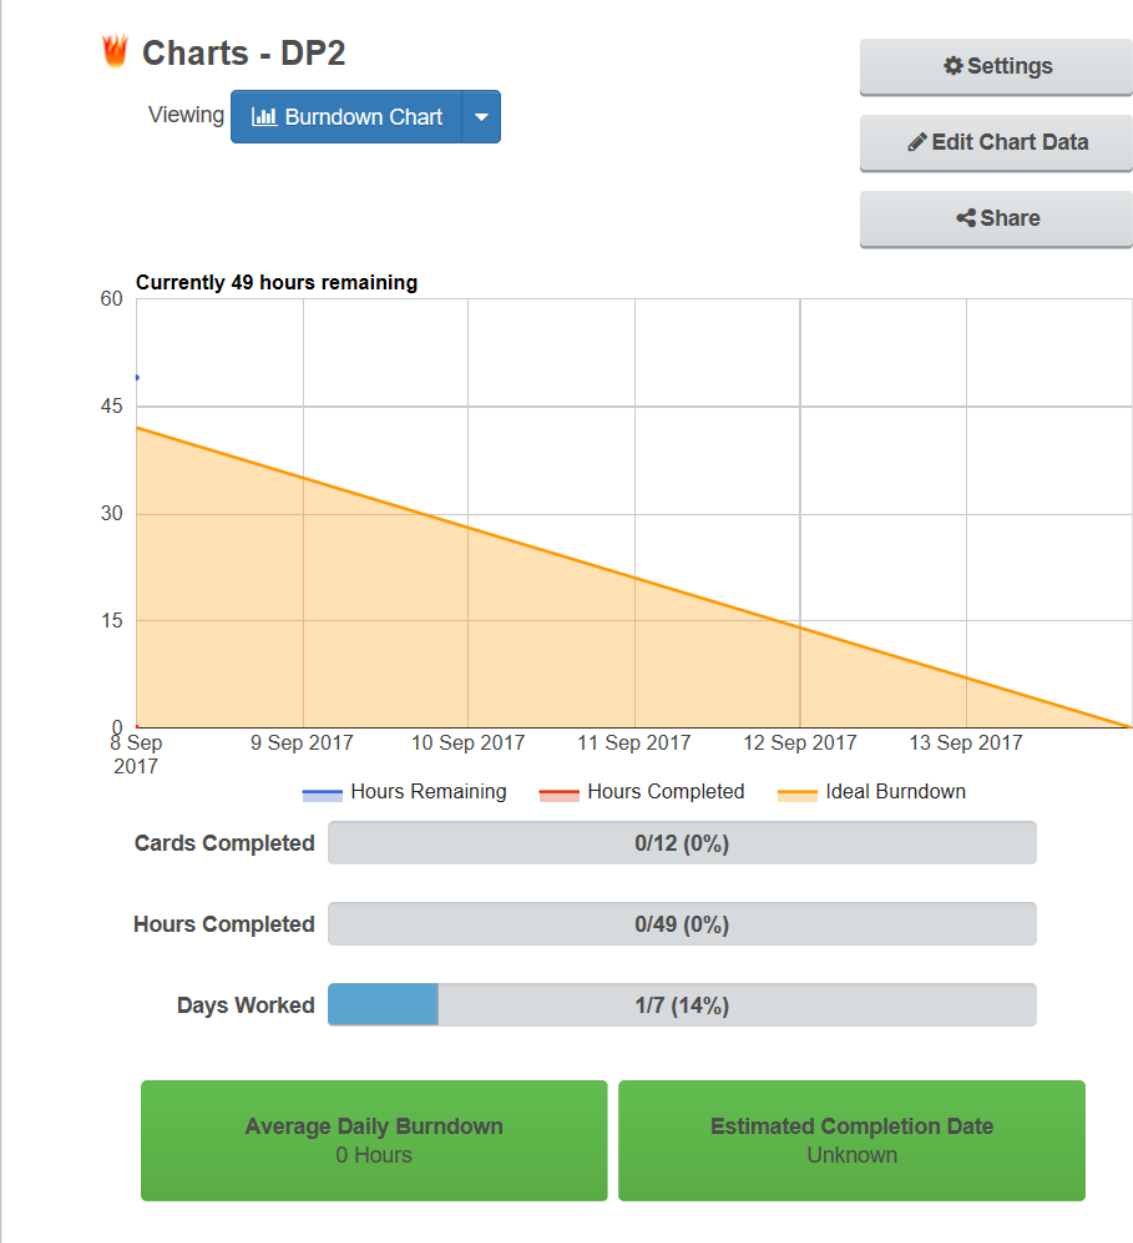 Charts - DP2
Viewing
Burndown Chart
Settings
Edit Chart Data
Share
Currently 49 hours remaining
60
45
30
15
0
8 Sep
2017
9 Sep 2017
10 Sep 2017
11 Sep 2017
12 Sep 2017
13 Sep 2017
Hours Remaining
Hours Completed
Ideal Burndown
Cards Completed
0/12 (0%)
Hours Completed
0/49 (0%)
Days Worked
1/7 (14%)
Average Daily Burndown
0 Hours
Estimated Completion Date
Unknown